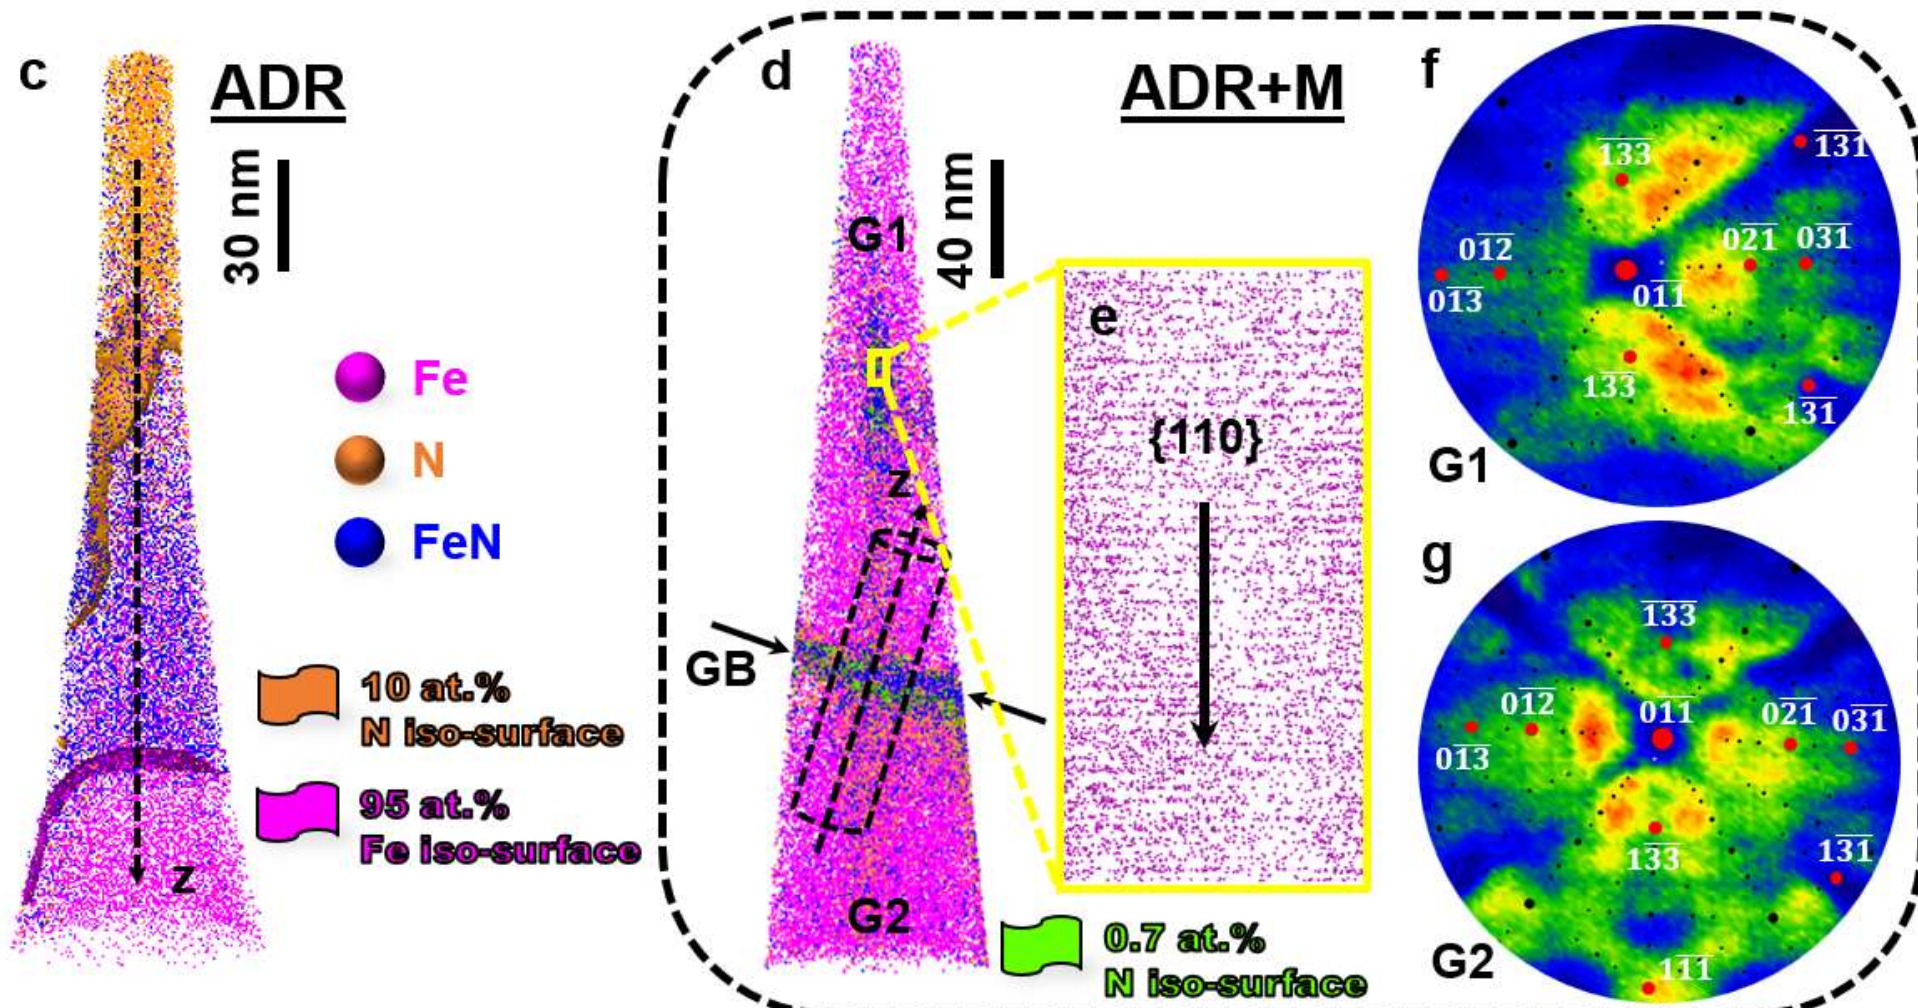 c
ADR
30 nm
Fe
N
FeN
10 at.%
N iso-surface
95 at.%
Fe iso-surface
z
d
ADR+M
G1
40 nm
z
GB
G2
e
{110}
0.7 at.%
N iso-surface
f
1̅3̅3̅
1̅3̅1̅
01̅2̅
02̅1̅
03̅1̅
01̅3̅
01̅1̅
13̅3̅
13̅1̅
G1
g
1̅3̅3̅
01̅2̅
01̅1̅
02̅1̅
03̅1̅
01̅3̅
13̅3̅
13̅1̅
G2
11̅1̅